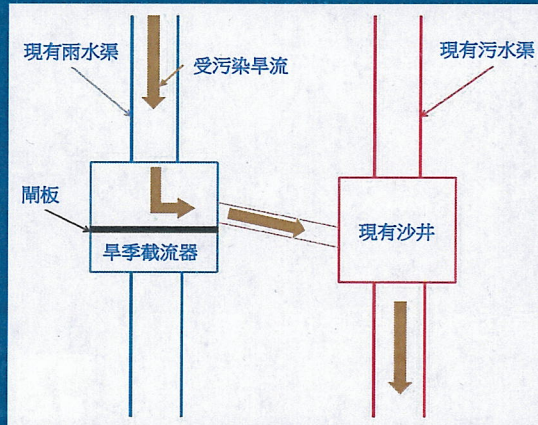 現有雨水渠
受污染旱流
現有污水渠
閘板
旱季截流器
現有沙井